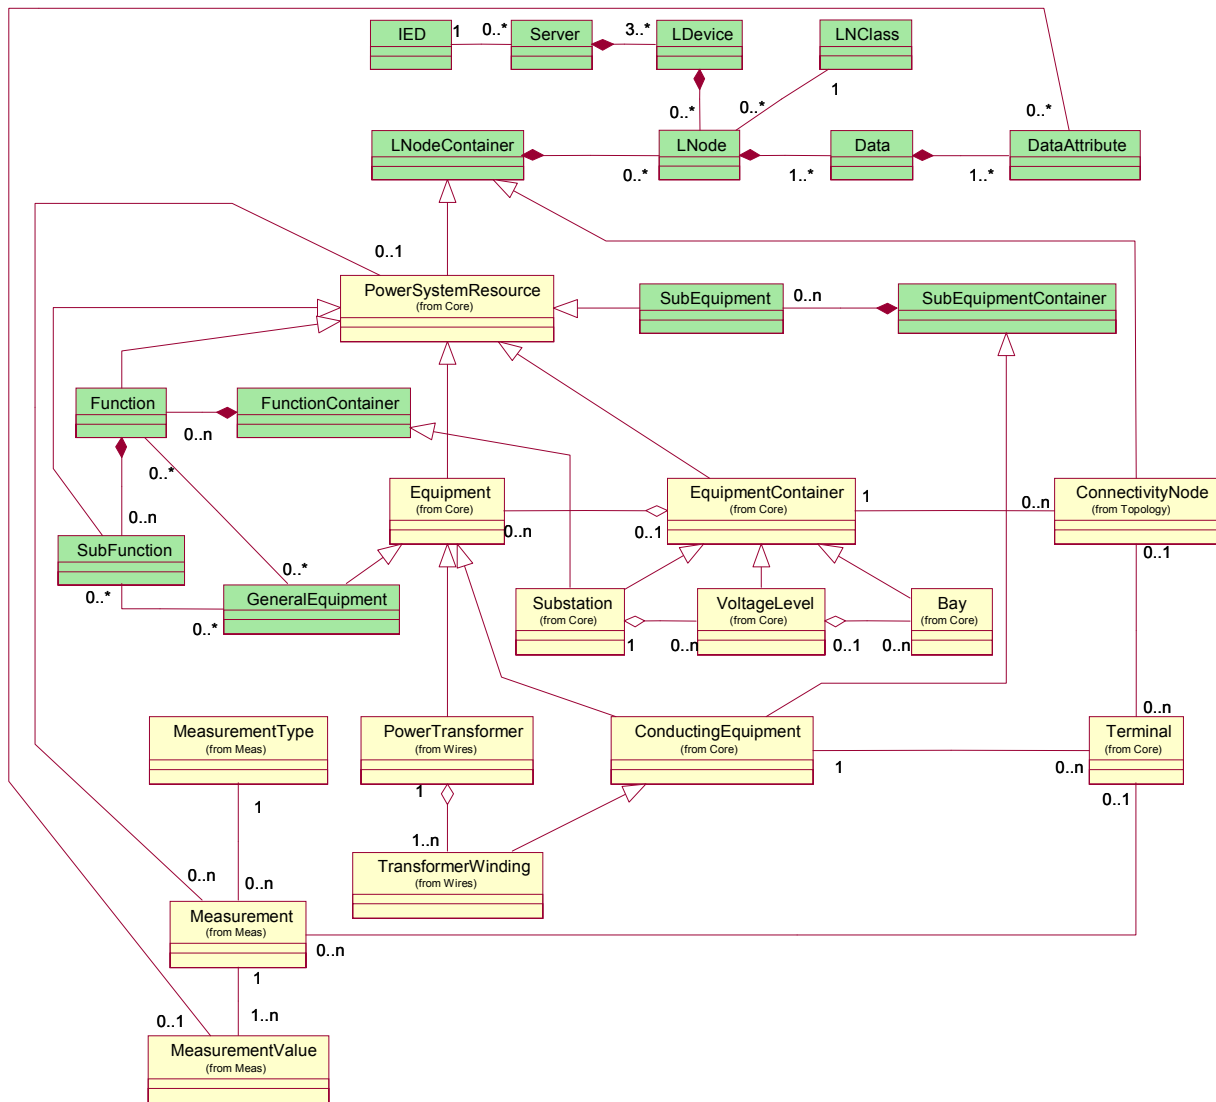 IED
1
0..*
Server
3..*
LDevice
LNClass
1
0..*
0..*
0..*
LNodeContainer
0..*
LNode
1..*
Data
1..*
DataAttribute
0..1
PowerSystemResource
(from Core)
SubEquipment
0..n
SubEquipmentContainer
Function
0..n
FunctionContainer
0..*
0..n
Equipment
(from Core)
0..n
0..1
EquipmentContainer
(from Core)
1
0..n
ConnectivityNode
(from Topology)
0..1
SubFunction
0..*
0..*
0..*
GeneralEquipment
Substation
(from Core)
1
0..n
VoltageLevel
(from Core)
0..1
0..n
Bay
(from Core)
MeasurementType
(from Meas)
1
PowerTransformer
(from Wires)
1
ConductingEquipment
(from Core)
1
0..n
0..n
Terminal
(from Core)
0..1
1..n
TransformerWinding
(from Wires)
0..n
0..n
Measurement
(from Meas)
0..n
1
1..n
0..1
MeasurementValue
(from Meas)